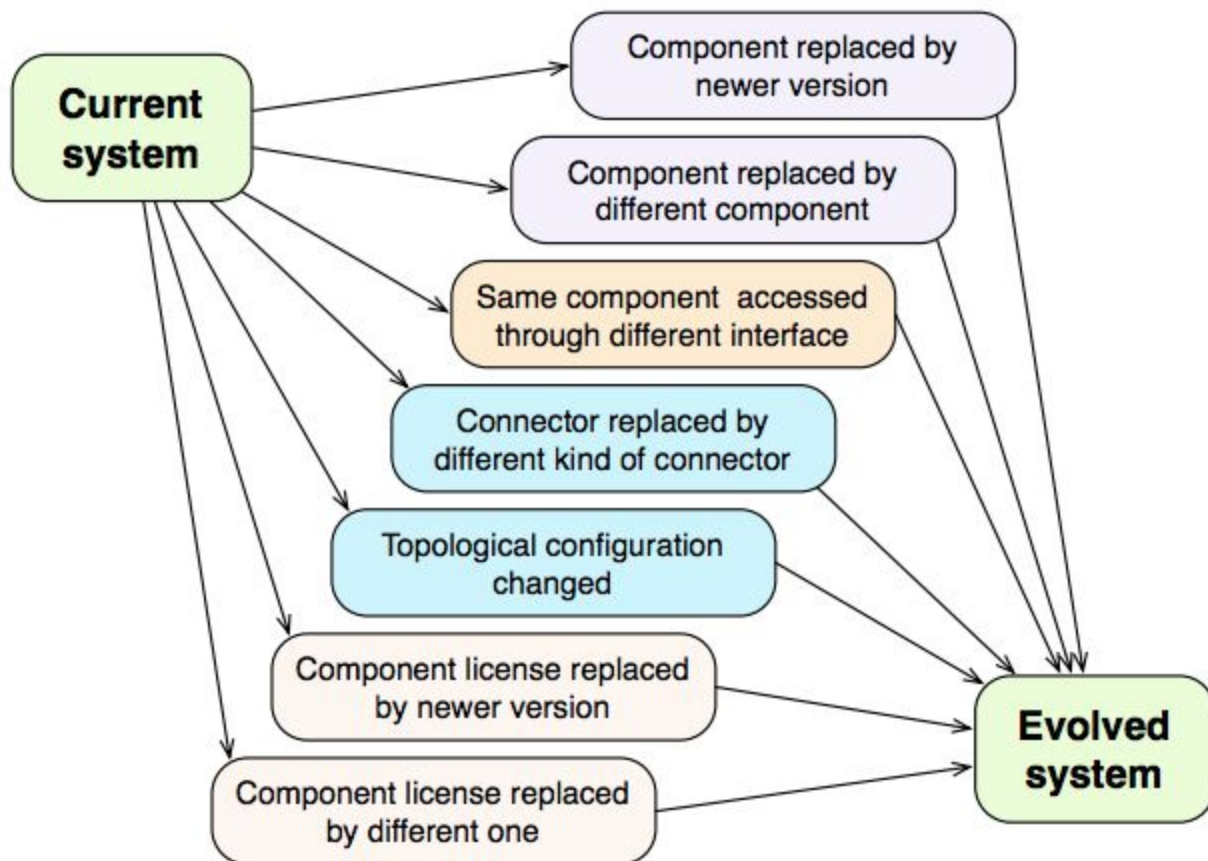 Current
system
Component replaced by
newer version
Component replaced by
different component
Same component accessed
through different interface
Connector replaced by
different kind of connector
Topological configuration
changed
Component license replaced
by newer version
Component license replaced
by different one
Evolved
system